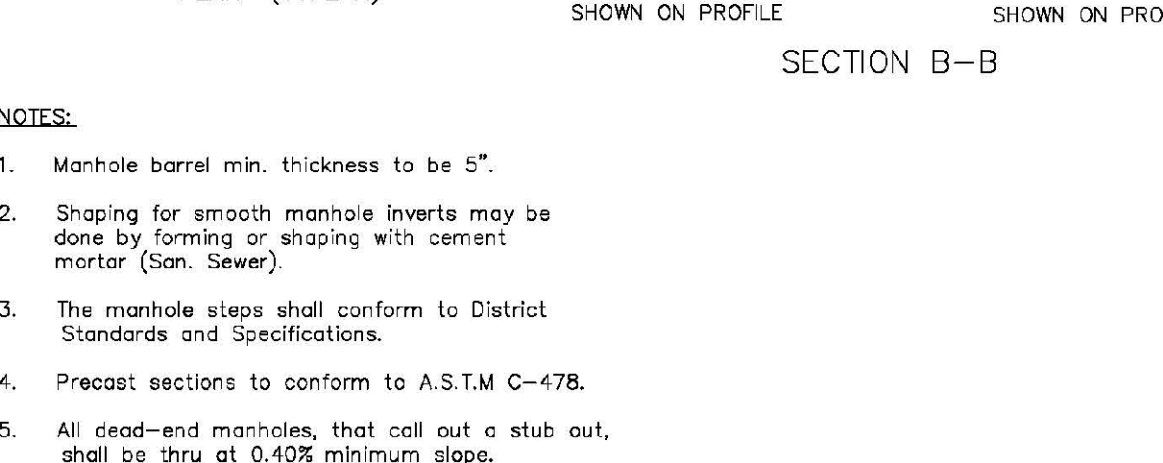 SHOWN ON PROFILE
SHOWN ON PRO
SECTION B-B
NOTES:
1. Manhole barrel min. thickness to be 5".
2. Shaping for smooth manhole inverts may be
done by forming or shaping with cement
mortar (San. Sewer).
3. The manhole steps shall conform to District
Standards and Specifications.
4. Precast sections to conform to A.S.T.M C-478.
5. All dead-end manholes, that call out a stub out,
shall be thru at 0.40% minimum slope.